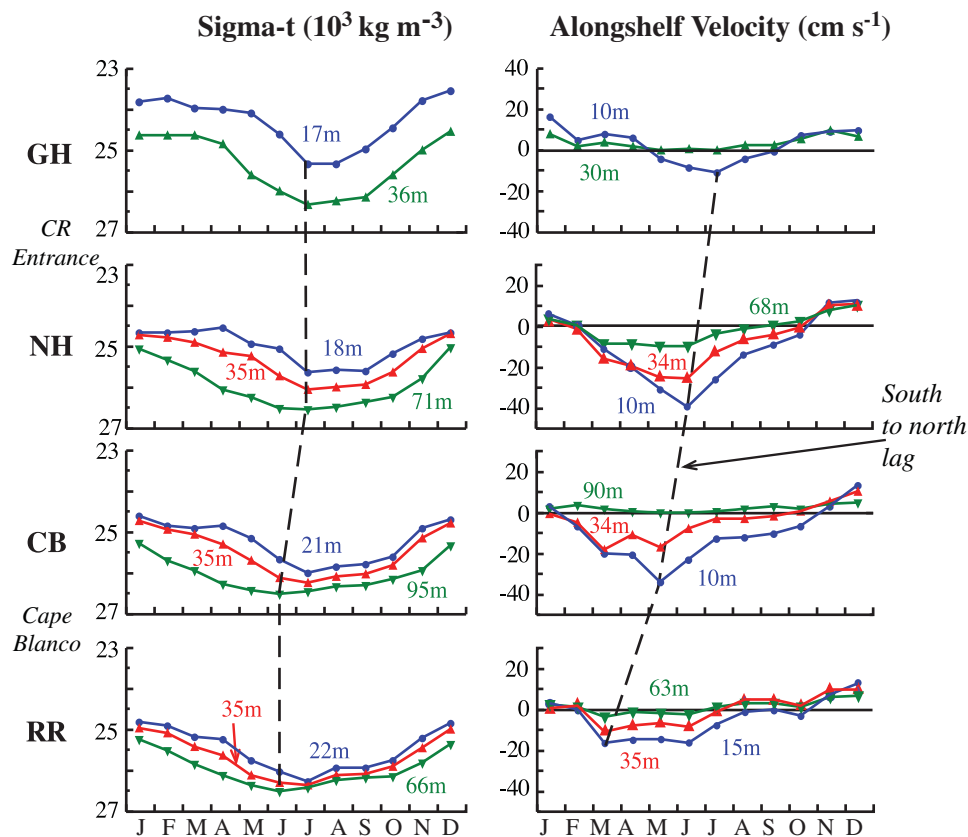 Sigma-t (10³ kg m⁻³)
Alongshelf Velocity (cm s⁻¹)
GH
23
25
27
17m
36m
40
20
0
-20
-40
10m
30m
CR
Entrance
NH
23
25
27
18m
35m
71m
20
0
-20
-40
68m
34m
10m
South
to north
lag
CB
23
25
27
21m
35m
95m
20
0
-20
-40
90m
34m
10m
Cape
Blanco
RR
23
25
27
35m
22m
66m
20
0
-20
-40
63m
35m
15m
J F M A M J J A S O N D
J F M A M J J A S O N D